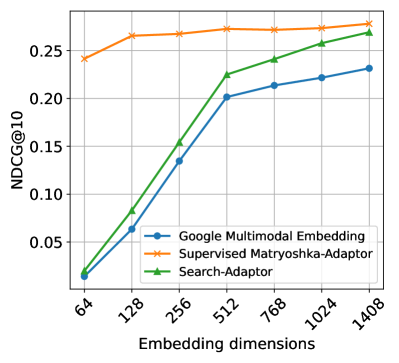 NDCG@10
0.25
0.20
0.15
0.10
0.05
Google Multimodal Embedding
Supervised Matryoshka-Adaptor
Search-Adaptor
64
128
256
512
768
1024
1408
Embedding dimensions